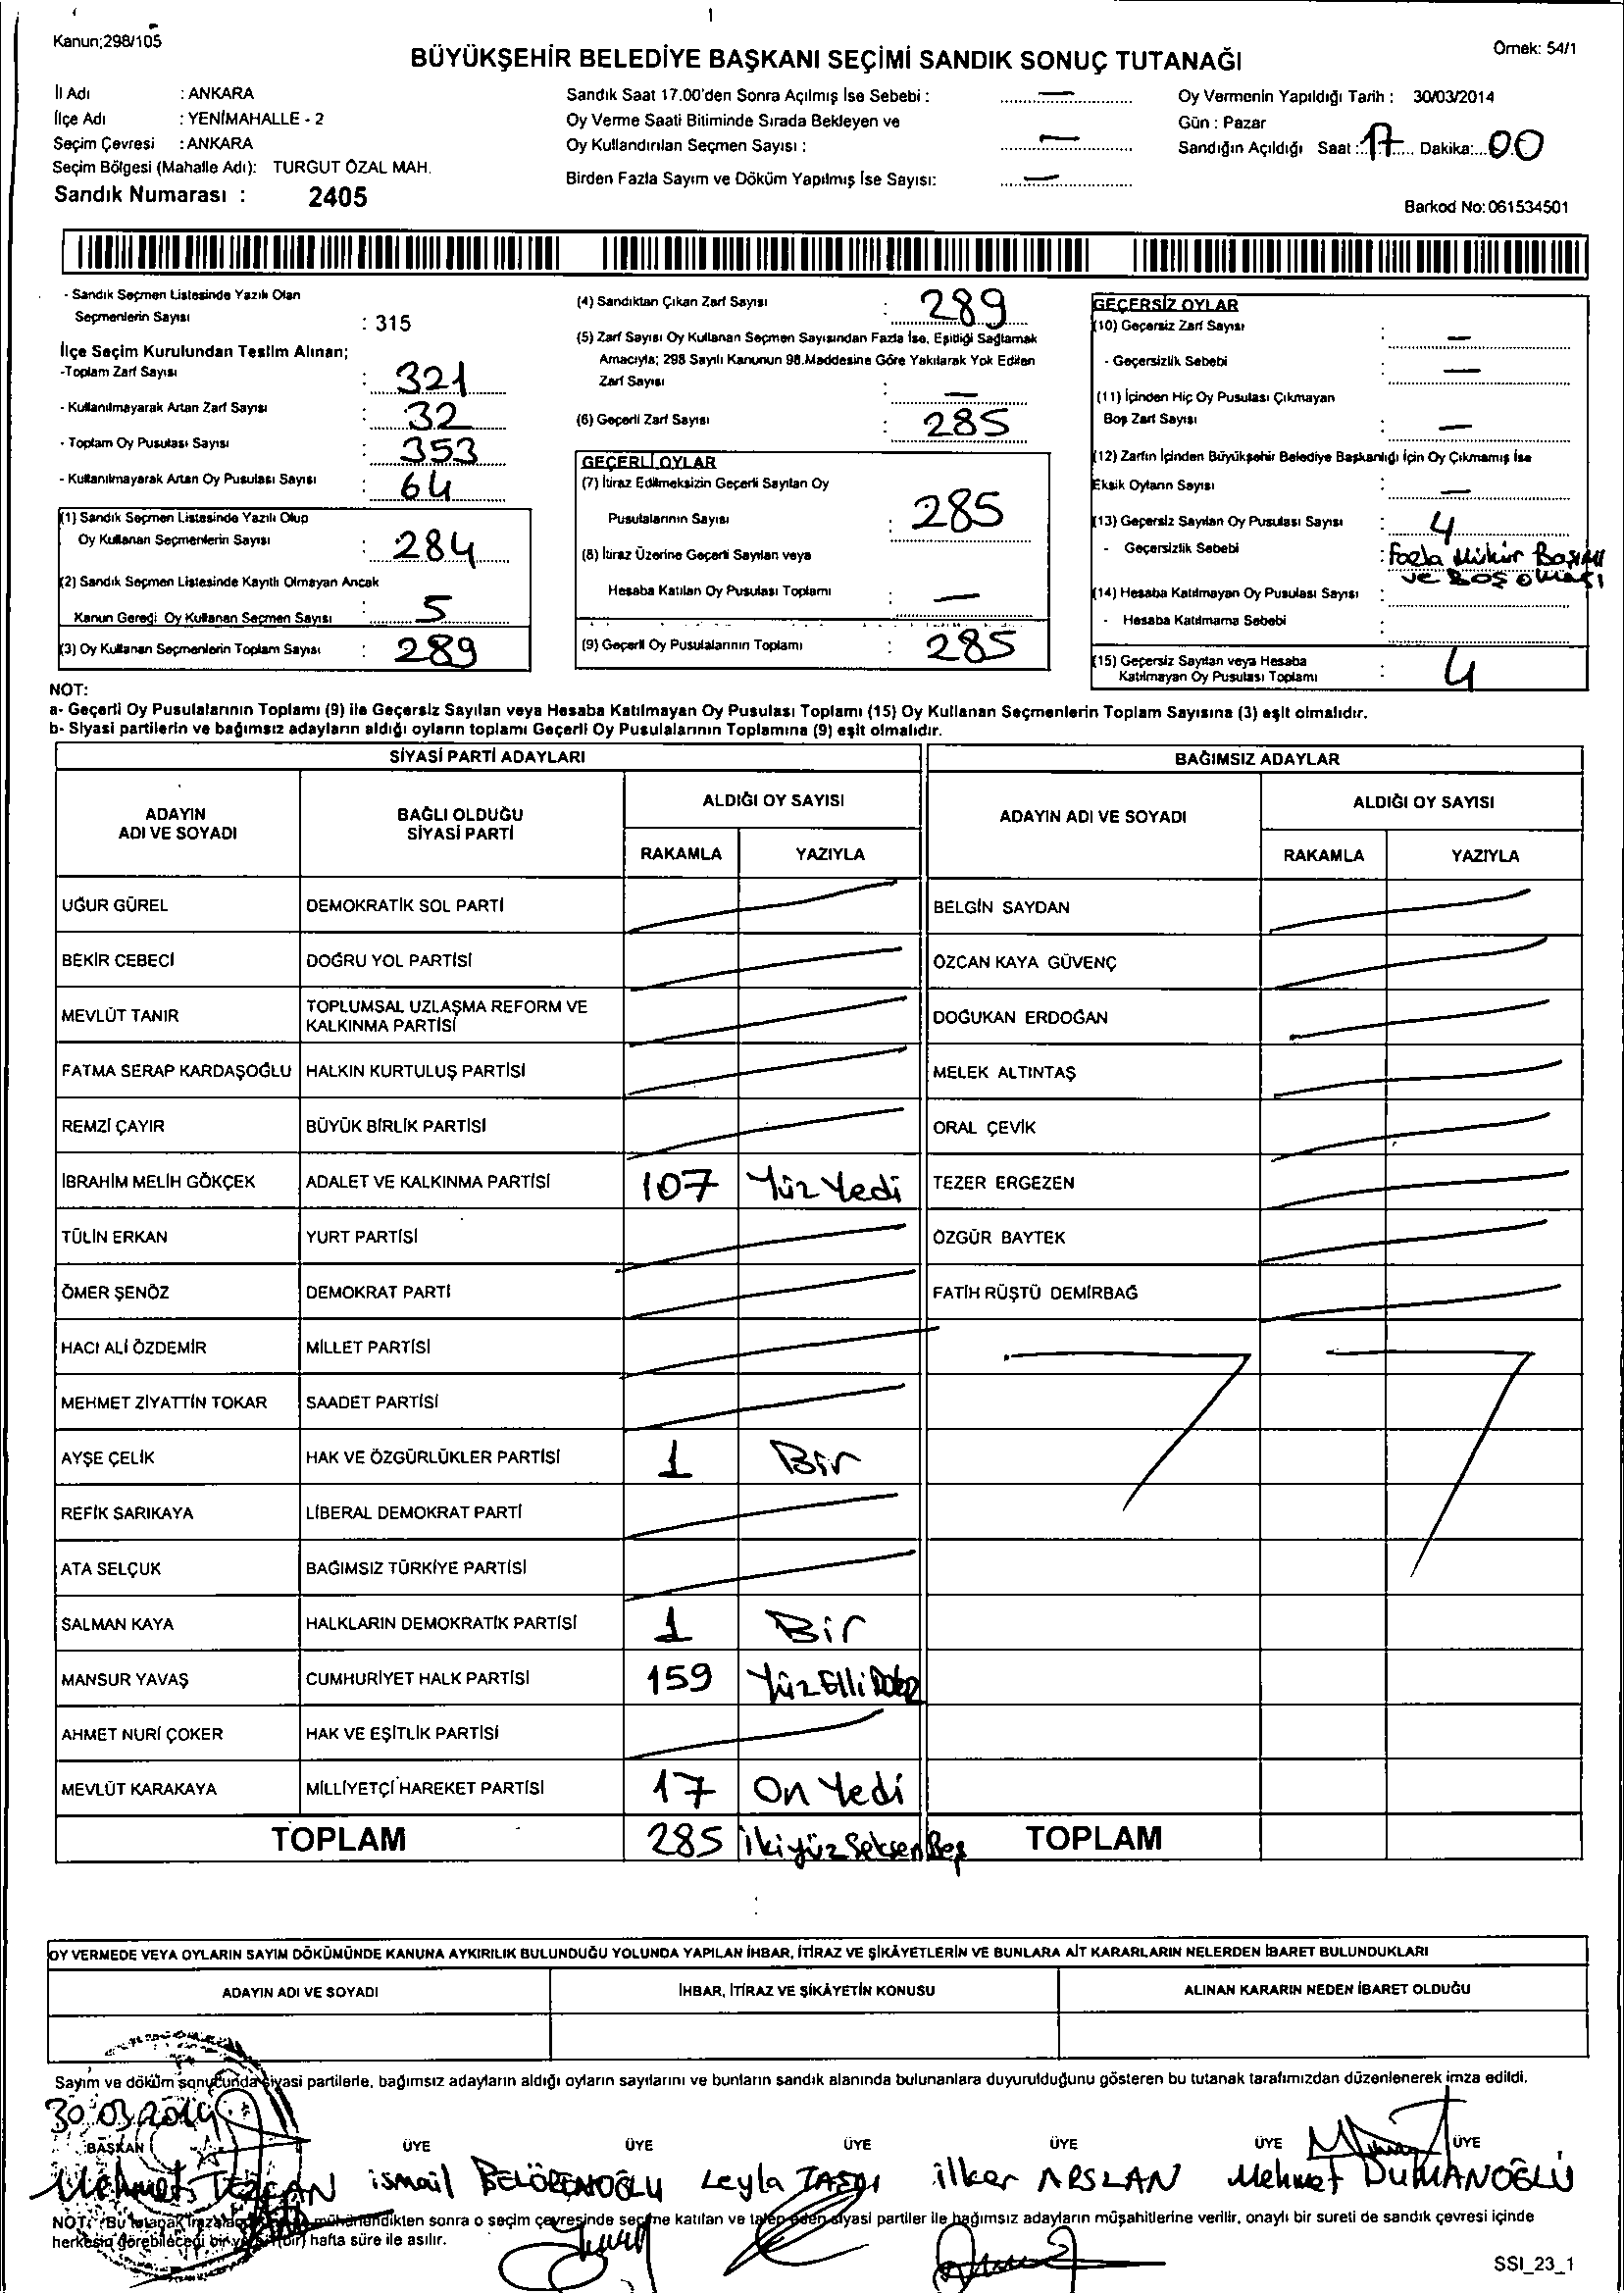 Kanun;298/105
Örnek: 54/1
BÜYÜKŞEHİR BELEDİYE BAŞKANI SEÇİMİ SANDIK SONUÇ TUTANAĞI
İl Adı : ANKARA
İlçe Adı : YENİMAHALLE - 2
Seçim Çevresi : ANKARA
Seçim Bölgesi (Mahalle Adı): TURGUT ÖZAL MAH.
Sandık Numarası : 2405
Sandık Saat 17.00'den Sonra Açılmış İse Sebebi : —
Oy Verme Saati Bitiminde Sırada Bekleyen ve
Oy Kullandırılan Seçmen Sayısı : —
Birden Fazla Sayım ve Döküm Yapılmış İse Sayısı: —
Oy Vermenin Yapıldığı Tarih : 30/03/2014
Gün : Pazar
Sandığın Açıldığı Saat : 17 Dakika: 00
Barkod No: 061534501
- Sandık Seçmen Listesinde Yazılı Olan
Seçmenlerin Sayısı : 315
İlçe Seçim Kurulundan Teslim Alınan;
-Toplam Zarf Sayısı : 321
- Kullanılmayarak Artan Zarf Sayısı : 32
- Toplam Oy Pusulası Sayısı : 353
- Kullanılmayarak Artan Oy Pusulası Sayısı : 64
(1) Sandık Seçmen Listesinde Yazılı Olup
Oy Kullanan Seçmenlerin Sayısı : 284
(2) Sandık Seçmen Listesinde Kayıtlı Olmayan Ancak
Kanun Gereği Oy Kullanan Seçmen Sayısı : 5
(3) Oy Kullanan Seçmenlerin Toplam Sayısı : 289
(4) Sandıktan Çıkan Zarf Sayısı : 289
(5) Zarf Sayısı Oy Kullanan Seçmen Sayısından Fazla İse, Eşitliği Sağlamak
Amacıyla; 298 Sayılı Kanunun 98.Maddesine Göre Yakılarak Yok Edilen
Zarf Sayısı : —
(6) Geçerli Zarf Sayısı : 285
GEÇERLİ OYLAR
(7) İtiraz Edilmeksizin Geçerli Sayılan Oy
Pusulalarının Sayısı : 285
(8) İtiraz Üzerine Geçerli Sayılan veya
Hesaba Katılan Oy Pusulası Toplamı : —
(9) Geçerli Oy Pusulalarının Toplamı : 285
GEÇERSİZ OYLAR
(10) Geçersiz Zarf Sayısı : —
- Geçersizlik Sebebi : —
(11) İçinden Hiç Oy Pusulası Çıkmayan
Boş Zarf Sayısı : —
(12) Zarfın İçinden Büyükşehir Belediye Başkanlığı İçin Oy Çıkmamış İse
Eksik Oyların Sayısı : —
(13) Geçersiz Sayılan Oy Pusulası Sayısı : 4
- Geçersizlik Sebebi : Fazla Mühür Basımı
ve Boş olması
(14) Hesaba Katılmayan Oy Pusulası Sayısı :
- Hesaba Katılmama Sebebi :
(15) Geçersiz Sayılan veya Hesaba
Katılmayan Oy Pusulası Toplamı : 4
NOT:
a- Geçerli Oy Pusulalarının Toplamı (9) ile Geçersiz Sayılan veya Hesaba Katılmayan Oy Pusulası Toplamı (15) Oy Kullanan Seçmenlerin Toplam Sayısına (3) eşit olmalıdır.
b- Siyasi partilerin ve bağımsız adayların aldığı oyların toplamı Geçerli Oy Pusulalarının Toplamına (9) eşit olmalıdır.
SİYASİ PARTİ ADAYLARI
BAĞIMSIZ ADAYLAR
ADAYIN ADI VE SOYADI
BAĞLI OLDUĞU SİYASİ PARTİ
ALDIĞI OY SAYISI
RAKAMLA YAZIYLA
ADAYIN ADI VE SOYADI
ALDIĞI OY SAYISI
RAKAMLA YAZIYLA
UĞUR GÜREL DEMOKRATİK SOL PARTİ BELGİN SAYDAN
BEKİR CEBECİ DOĞRU YOL PARTİSİ ÖZCAN KAYA GÜVENÇ
MEVLÜT TANIR TOPLUMSAL UZLAŞMA REFORM VE KALKINMA PARTİSİ DOĞUKAN ERDOĞAN
FATMA SERAP KARDAŞOĞLU HALKIN KURTULUŞ PARTİSİ MELEK ALTINTAŞ
REMZİ ÇAYIR BÜYÜK BİRLİK PARTİSİ ORAL ÇEVİK
İBRAHİM MELİH GÖKÇEK ADALET VE KALKINMA PARTİSİ 107 Yüz Yedi TEZER ERGEZEN
TÜLİN ERKAN YURT PARTİSİ ÖZGÜR BAYTEK
ÖMER ŞENÖZ DEMOKRAT PARTİ FATİH RÜŞTÜ DEMİRBAĞ
HACI ALİ ÖZDEMİR MİLLET PARTİSİ
MEHMET ZİYATTİN TOKAR SAADET PARTİSİ
AYŞE ÇELİK HAK VE ÖZGÜRLÜKLER PARTİSİ 1 Bir
REFİK SARIKAYA LİBERAL DEMOKRAT PARTİ
ATA SELÇUK BAĞIMSIZ TÜRKİYE PARTİSİ
SALMAN KAYA HALKLARIN DEMOKRATİK PARTİSİ 1 Bir
MANSUR YAVAŞ CUMHURİYET HALK PARTİSİ 159 Yüz Elli Dokuz
AHMET NURİ ÇOKER HAK VE EŞİTLİK PARTİSİ
MEVLÜT KARAKAYA MİLLİYETÇİ HAREKET PARTİSİ 17 On Yedi
TOPLAM 285 İkiyüz Seksen Beş TOPLAM
OY VERMEDE VEYA OYLARIN SAYIM DÖKÜMÜNDE KANUNA AYKIRILIK BULUNDUĞU YOLUNDA YAPILAN İHBAR, İTİRAZ VE ŞİKÂYETLERİN VE BUNLARA AİT KARARLARIN NELERDEN İBARET BULUNDUKLARI
ADAYIN ADI VE SOYADI İHBAR, İTİRAZ VE ŞİKÂYETİN KONUSU ALINAN KARARIN NEDEN İBARET OLDUĞU
Sayım ve döküm sonucunda siyasi partilerle, bağımsız adayların aldığı oyların sayılarını ve bunların sandık alanında bulunanlara duyurulduğunu gösteren bu tutanak tarafımızdan düzenlenerek imza edildi.
30.03.2014
BAŞKAN ÜYE ÜYE ÜYE ÜYE ÜYE ÜYE
Mehmet TEZCAN ismail BELÖRENOĞLU Leyla TAŞÇI ilker ARSLAN Mehmet DUMANOĞLU
NOT: Bu tutanak mühürlendikten sonra o seçim çevresinde seçime katılan ve talep eden siyasi partiler ile bağımsız adayların müşahitlerine verilir, onaylı bir sureti de sandık çevresi içinde
herkesin görebileceği bir (bir) hafta süre ile asılır.
SSI_23_1